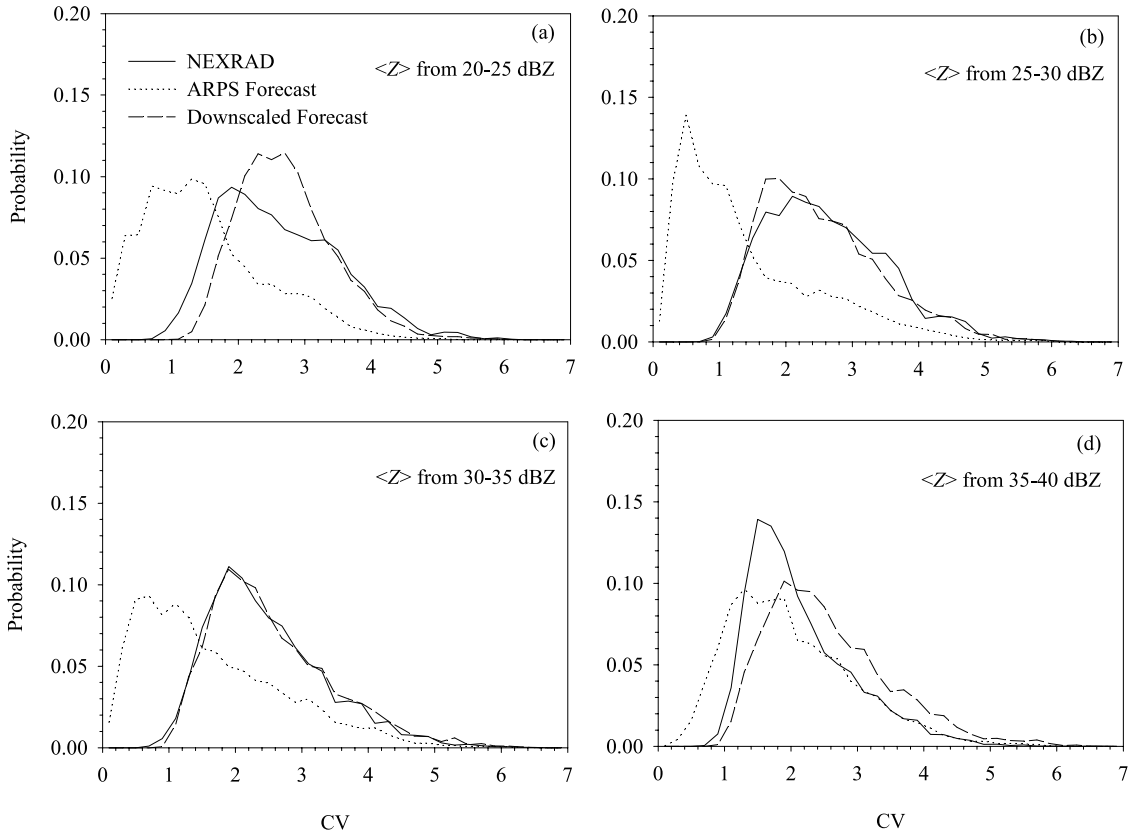 0.20
(a)
NEXRAD
<Z> from 20-25 dBZ
0.15
ARPS Forecast
Downscaled Forecast
0.10
0.05
0.00
0 1 2 3 4 5 6 7
Probability
0.20
(b)
<Z> from 25-30 dBZ
0.15
0.10
0.05
0.00
0 1 2 3 4 5 6 7
0.20
(c)
<Z> from 30-35 dBZ
0.15
0.10
0.05
0.00
0 1 2 3 4 5 6 7
Probability
CV
0.20
(d)
<Z> from 35-40 dBZ
0.15
0.10
0.05
0.00
0 1 2 3 4 5 6 7
CV